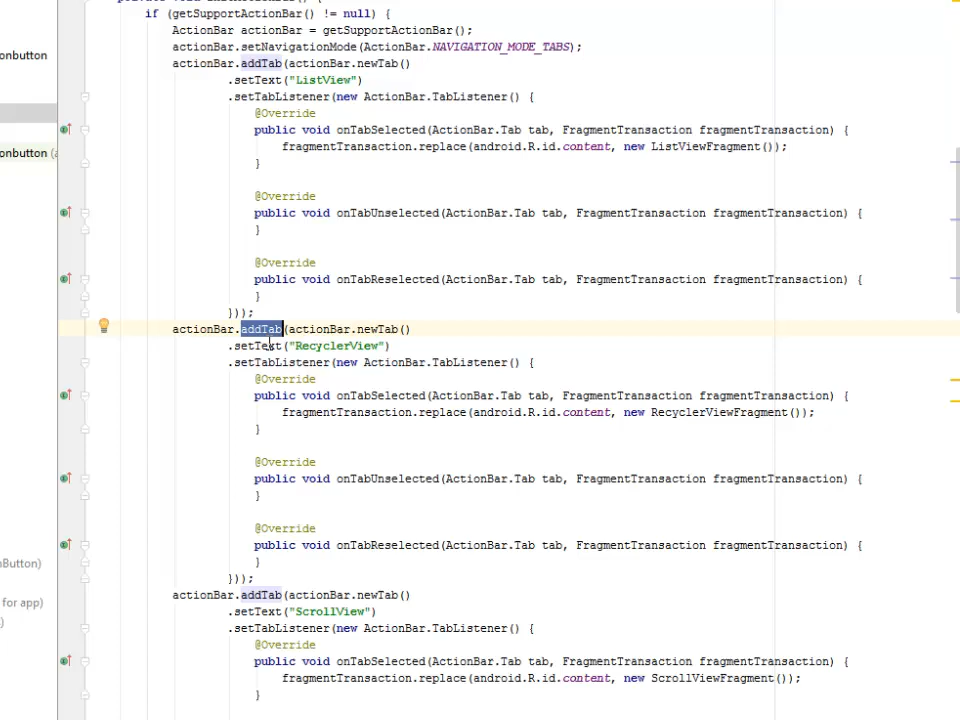 if (getSupportActionBar() != null) {
ActionBar actionBar = getSupportActionBar();
actionBar.setNavigationMode(ActionBar.NAVIGATION_MODE_TABS);
actionBar.addTab(actionBar.newTab()
.setText("ListView")
.setTabListener(new ActionBar.TabListener() {
@Override
public void onTabSelected(ActionBar.Tab tab, FragmentTransaction fragmentTransaction) {
fragmentTransaction.replace(android.R.id.content, new ListViewFragment());
}
@Override
public void onTabUnselected(ActionBar.Tab tab, FragmentTransaction fragmentTransaction) {
}
@Override
public void onTabReselected(ActionBar.Tab tab, FragmentTransaction fragmentTransaction) {
}
}));
actionBar.addTab(actionBar.newTab()
.setText("RecyclerView")
.setTabListener(new ActionBar.TabListener() {
@Override
public void onTabSelected(ActionBar.Tab tab, FragmentTransaction fragmentTransaction) {
fragmentTransaction.replace(android.R.id.content, new RecyclerViewFragment());
}
@Override
public void onTabUnselected(ActionBar.Tab tab, FragmentTransaction fragmentTransaction) {
}
@Override
public void onTabReselected(ActionBar.Tab tab, FragmentTransaction fragmentTransaction) {
}
}));
actionBar.addTab(actionBar.newTab()
.setText("ScrollView")
.setTabListener(new ActionBar.TabListener() {
@Override
public void onTabSelected(ActionBar.Tab tab, FragmentTransaction fragmentTransaction) {
fragmentTransaction.replace(android.R.id.content, new ScrollViewFragment());
}
onbutton
onbutton (a
nButton)
for app)
)